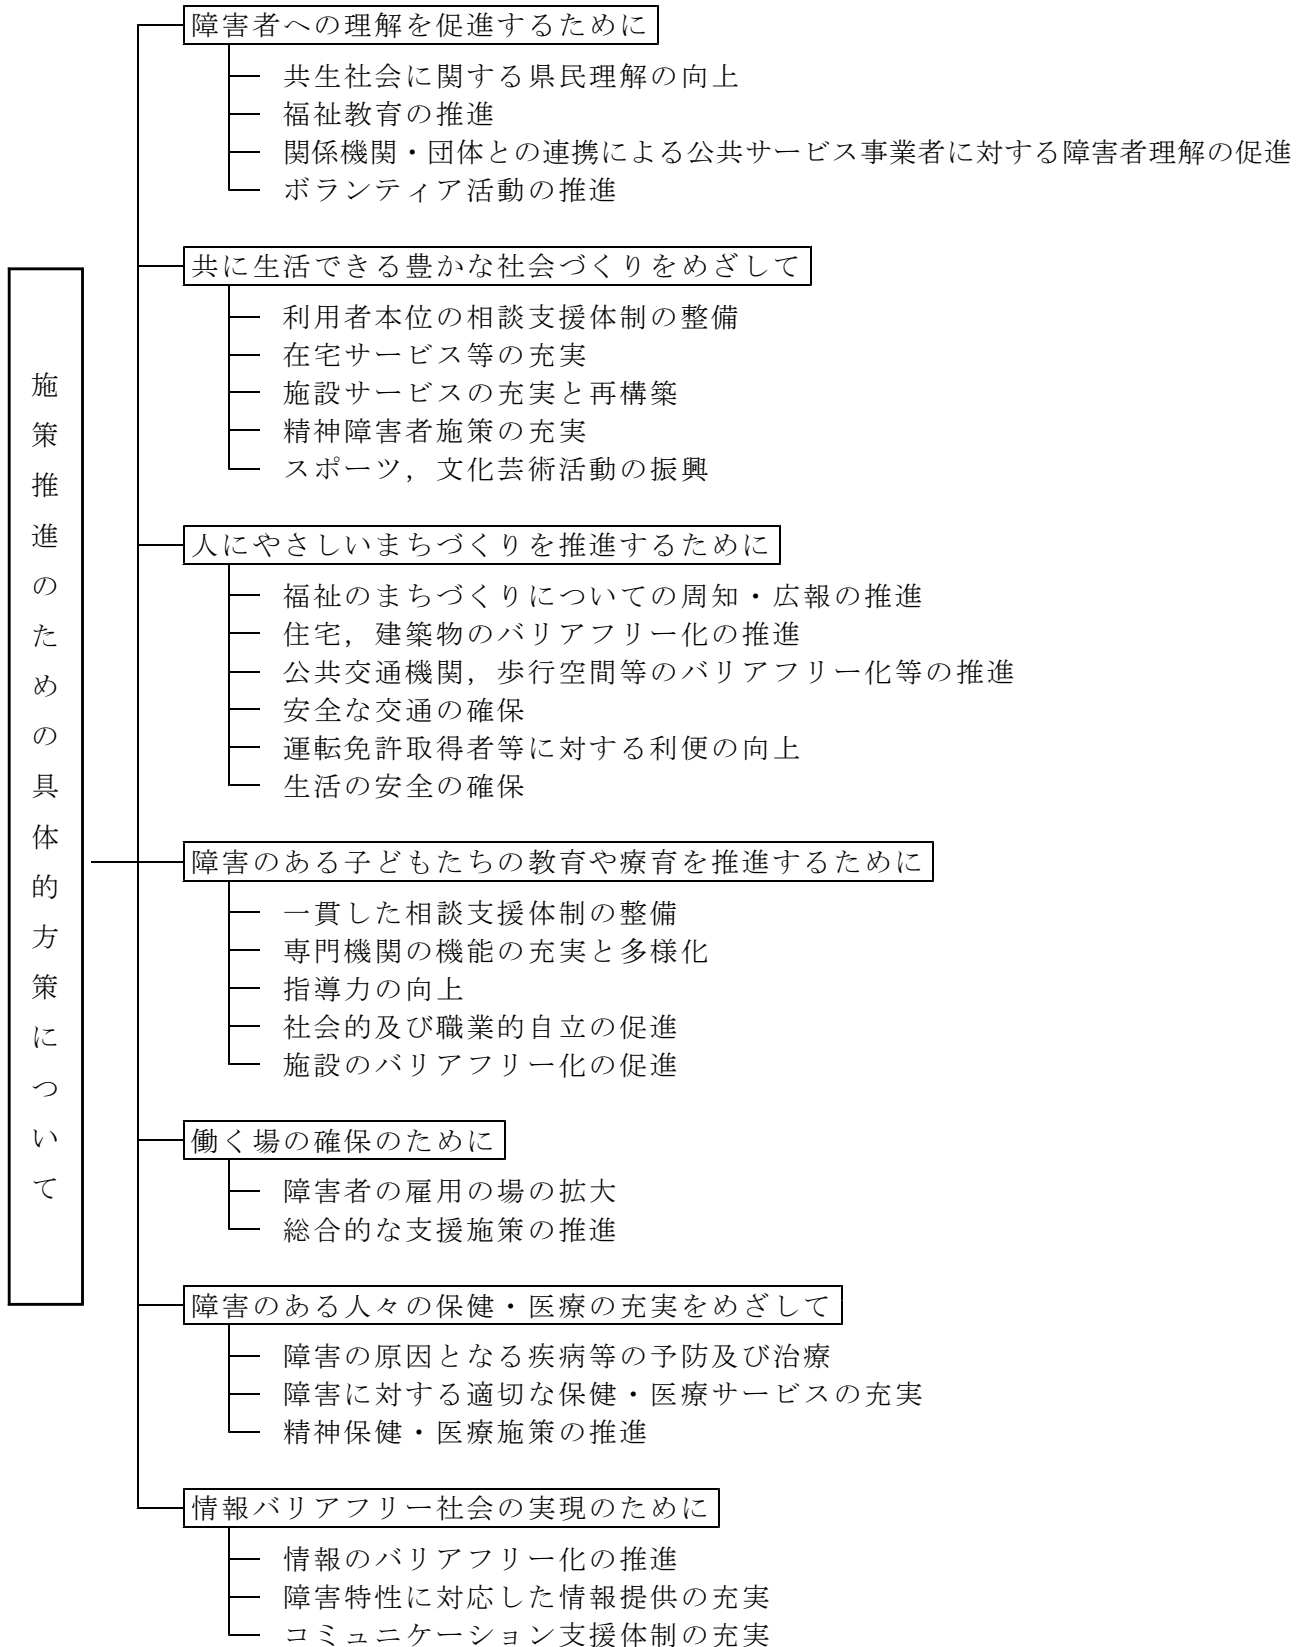 施策推進のための具体的方策について
障害者への理解を促進するために
共生社会に関する県民理解の向上
福祉教育の推進
関係機関・団体との連携による公共サービス事業者に対する障害者理解の促進
ボランティア活動の推進
共に生活できる豊かな社会づくりをめざして
利用者本位の相談支援体制の整備
在宅サービス等の充実
施設サービスの充実と再構築
精神障害者施策の充実
スポーツ，文化芸術活動の振興
人にやさしいまちづくりを推進するために
福祉のまちづくりについての周知・広報の推進
住宅，建築物のバリアフリー化の推進
公共交通機関，歩行空間等のバリアフリー化等の推進
安全な交通の確保
運転免許取得者等に対する利便の向上
生活の安全の確保
障害のある子どもたちの教育や療育を推進するために
一貫した相談支援体制の整備
専門機関の機能の充実と多様化
指導力の向上
社会的及び職業的自立の促進
施設のバリアフリー化の促進
働く場の確保のために
障害者の雇用の場の拡大
総合的な支援施策の推進
障害のある人々の保健・医療の充実をめざして
障害の原因となる疾病等の予防及び治療
障害に対する適切な保健・医療サービスの充実
精神保健・医療施策の推進
情報バリアフリー社会の実現のために
情報のバリアフリー化の推進
障害特性に対応した情報提供の充実
コミュニケーション支援体制の充実